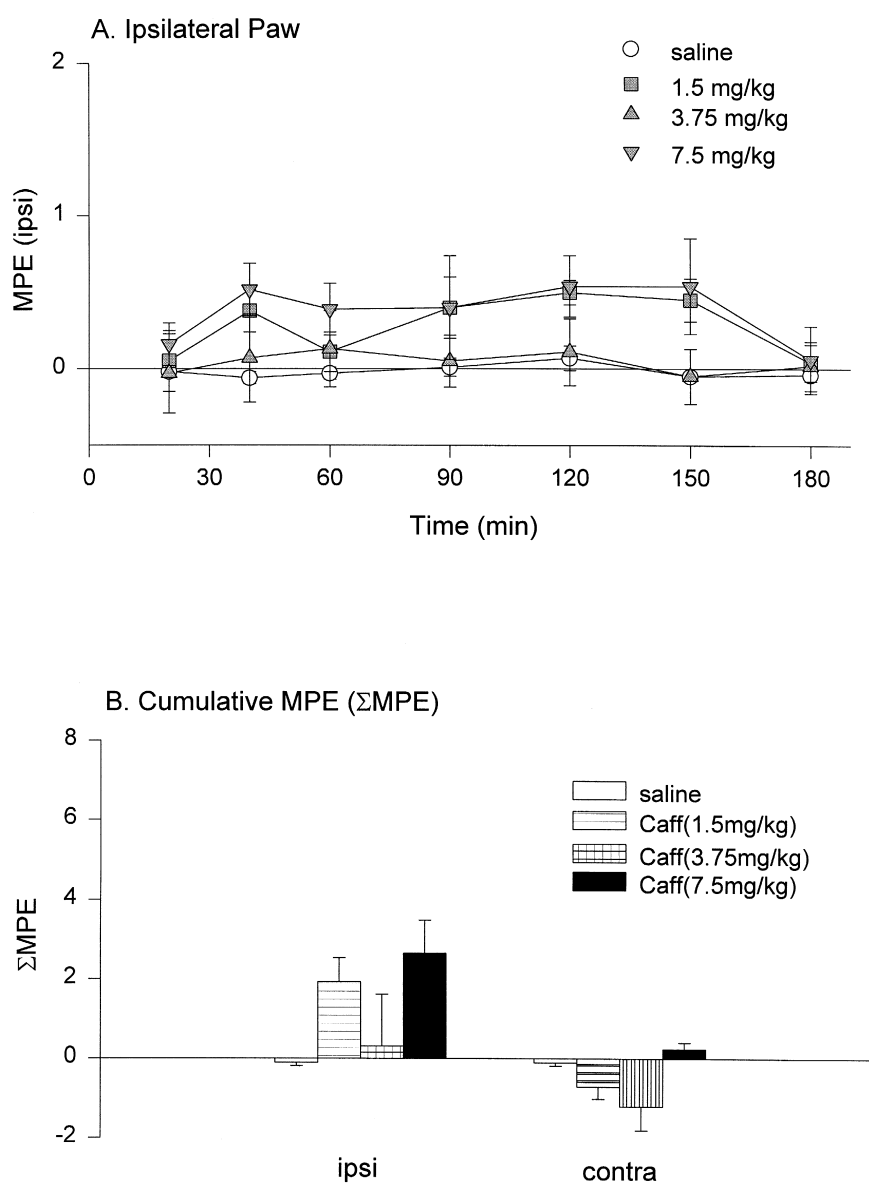 A. Ipsilateral Paw
saline
1.5 mg/kg
3.75 mg/kg
7.5 mg/kg
2
1
0
MPE (ipsi)
0 30 60 90 120 150 180
Time (min)
B. Cumulative MPE (ΣMPE)
saline
Caff(1.5mg/kg)
Caff(3.75mg/kg)
Caff(7.5mg/kg)
8
6
4
2
0
-2
ΣMPE
ipsi contra